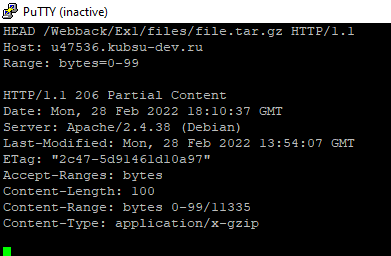 PuTTY (inactive)
HEAD /Webback/Ex1/files/file.tar.gz HTTP/1.1
Host: u47536.kubsu-dev.ru
Range: bytes=0-99
HTTP/1.1 206 Partial Content
Date: Mon, 28 Feb 2022 18:10:37 GMT
Server: Apache/2.4.38 (Debian)
Last-Modified: Mon, 28 Feb 2022 13:54:07 GMT
ETag: "2c47-5d91461d10a97"
Accept-Ranges: bytes
Content-Length: 100
Content-Range: bytes 0-99/11335
Content-Type: application/x-gzip